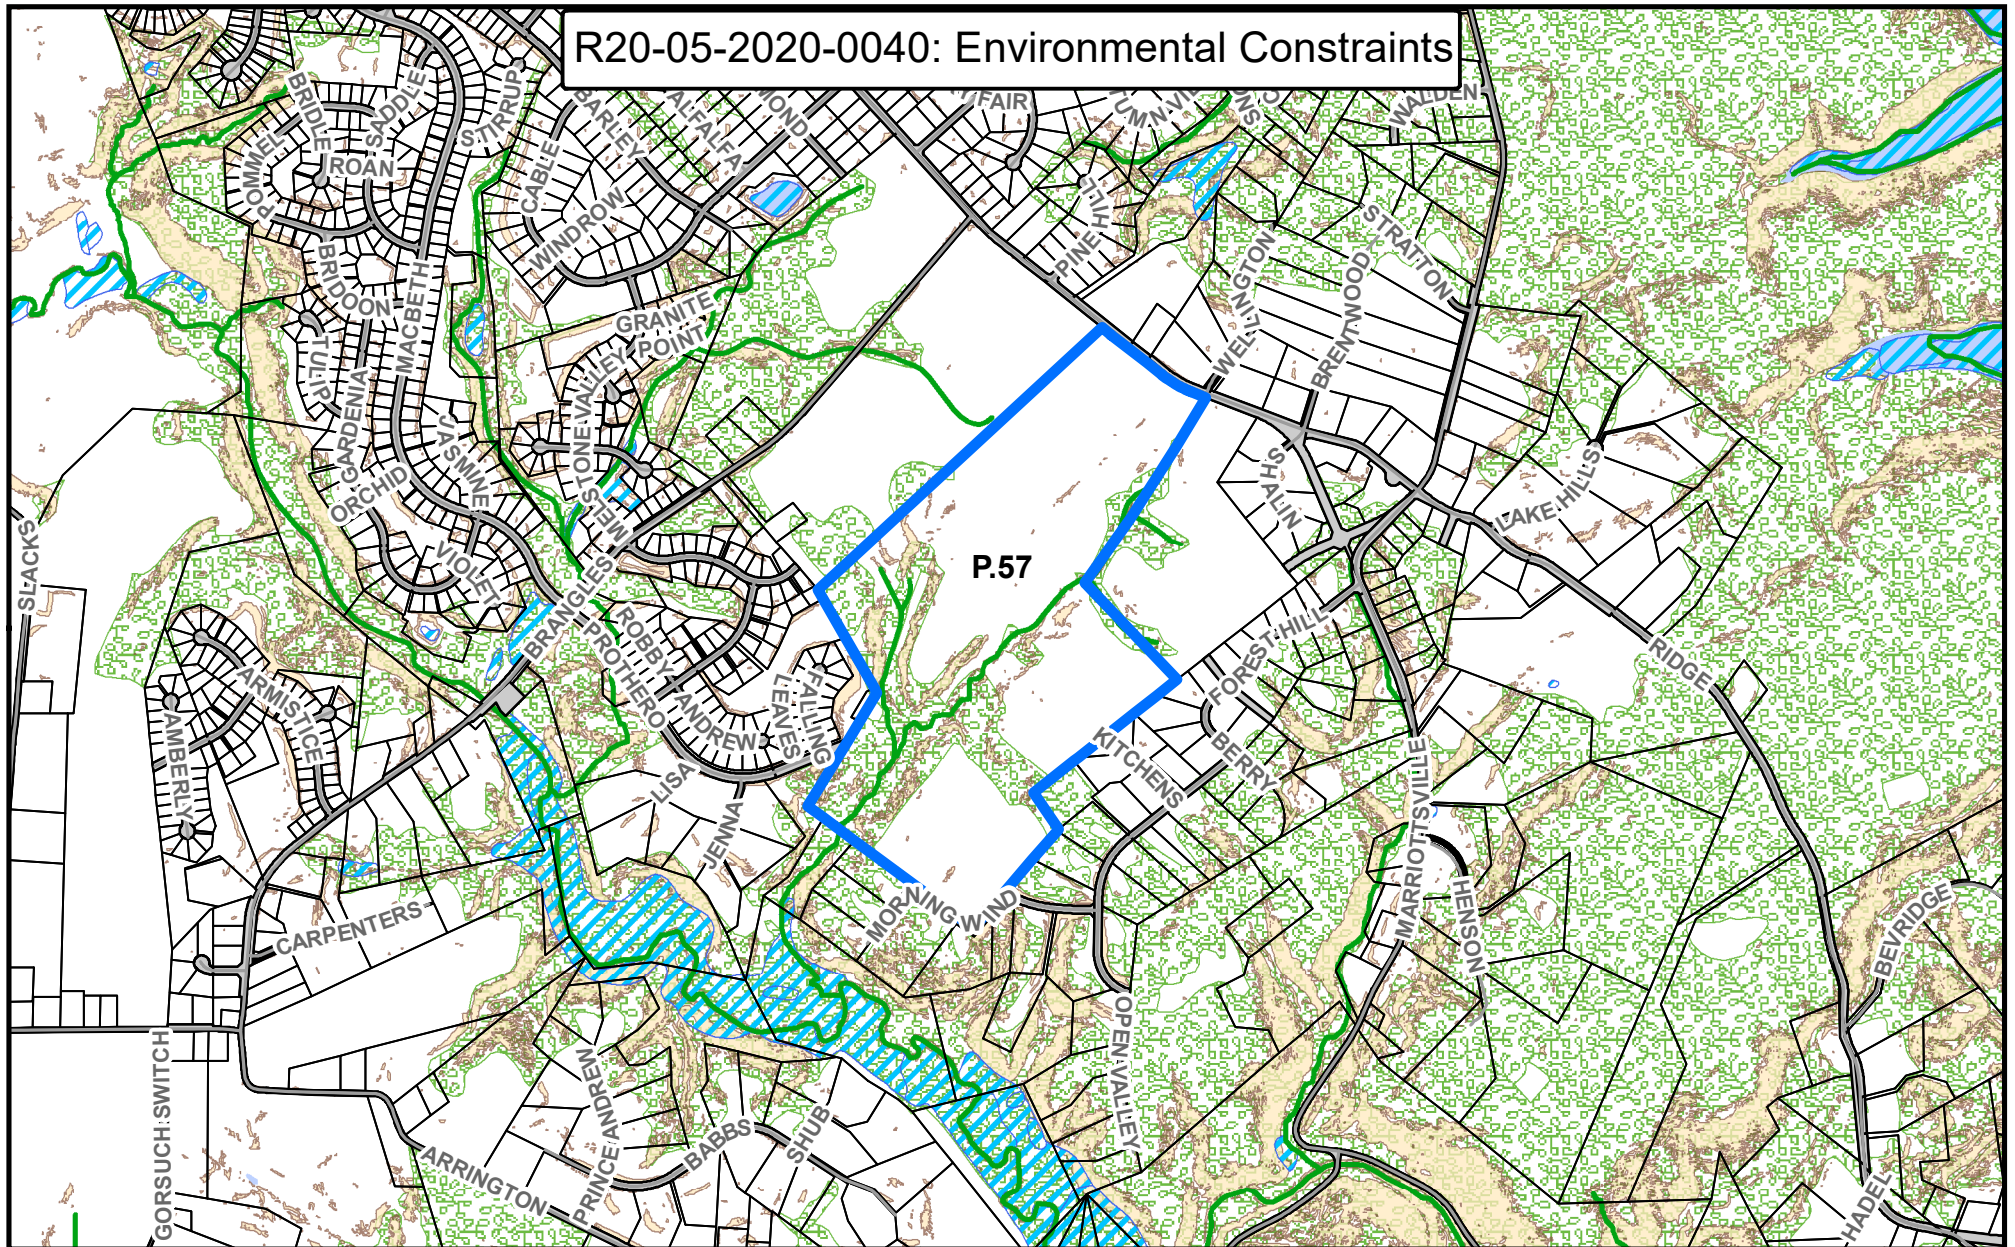 R20-05-2020-0040: Environmental Constraints
BRIDLE
SADDLE
STIRRUP
BARLEY
ALFALFA
MOND
FAIR
WALDEN
POMMEL
ROAN
CABLE
WINDROW
PINE HILL
STRATTON
WELLINGTON
BRENTWOOD
BRIDOON
MACBETH
GRANITE
POINT
TULIP
GARDENIA
STONE VALLEY
JASMINE
ORCHID
SHALIN
LAKE HILLS
SLACKS
VIOLET
BRANGLES
P.57
ROBBY
PROTHERO
ANDREW
FALLING
LEAVES
FOREST HILL
RIDGE
ARMISTICE
AMBERLY
LISA
JENNA
KITCHENS
BERRY
MARRIOTTSVILLE
HENSON
MORNING WIND
CARPENTERS
BEVRIDGE
OPEN VALLEY
GORSUCH SWITCH
ARRINGTON
PRINCE ANDREW
BABBS
SHUB
HADEL